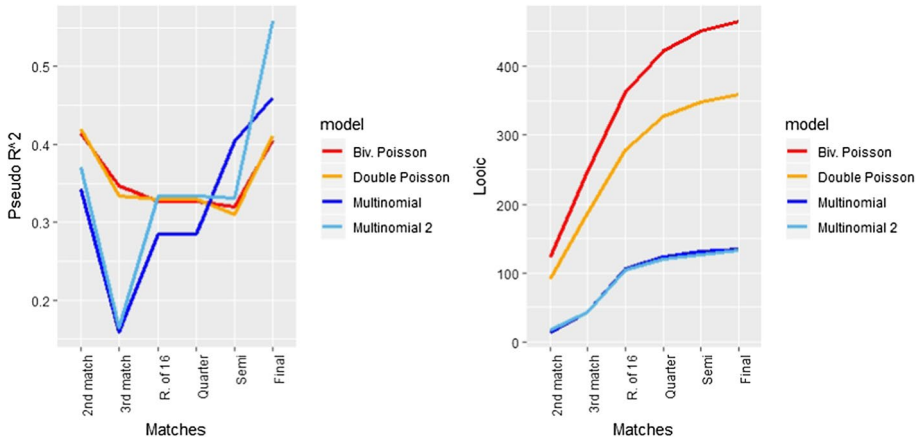 Pseudo R^2
0.5
0.4
0.3
0.2
2nd match
3rd match
R. of 16
Quarter
Semi
Final
Matches
model
Biv. Poisson
Double Poisson
Multinomial
Multinomial 2
Looic
400
300
200
100
0
2nd match
3rd match
R. of 16
Quarter
Semi
Final
Matches
model
Biv. Poisson
Double Poisson
Multinomial
Multinomial 2